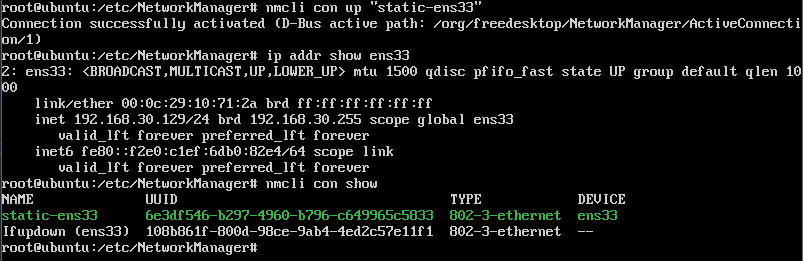 root@ubuntu:/etc/NetworkManager# nmcli con up "static-ens33"
Connection successfully activated (D-Bus active path: /org/freedesktop/NetworkManager/ActiveConnecti
on/1)
root@ubuntu:/etc/NetworkManager# ip addr show ens33
2: ens33: <BROADCAST,MULTICAST,UP,LOWER_UP> mtu 1500 qdisc pfifo_fast state UP group default qlen 10
00
    link/ether 00:0c:29:10:71:2a brd ff:ff:ff:ff:ff:ff
    inet 192.168.30.129/24 brd 192.168.30.255 scope global ens33
       valid_lft forever preferred_lft forever
    inet6 fe80::f2e0:c1ef:6db0:82e4/64 scope link
       valid_lft forever preferred_lft forever
root@ubuntu:/etc/NetworkManager# nmcli con show
NAME              UUID                                  TYPE            DEVICE
static-ens33      6e3df546-b297-4960-b796-c649965c5833  802-3-ethernet  ens33
Ifupdown (ens33)  108b861f-800d-98ce-9ab4-4ed2c57e11f1  802-3-ethernet  --
root@ubuntu:/etc/NetworkManager#